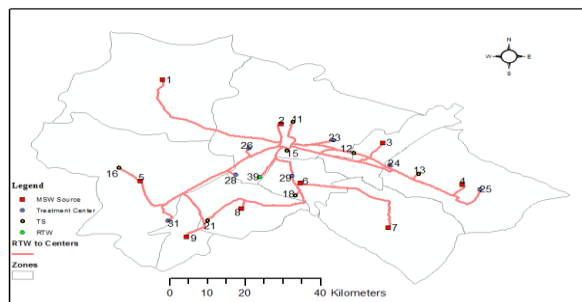 N
W E
S
1
2
11
23
3
26
15
12
24
13
16
5
28
39
29
6
4
25
18
8
31
21
9
7
Legend
MSW Source
Treatment Center
TS
RTW
RTW to Centers
Zones
0 10 20 40 Kilometers